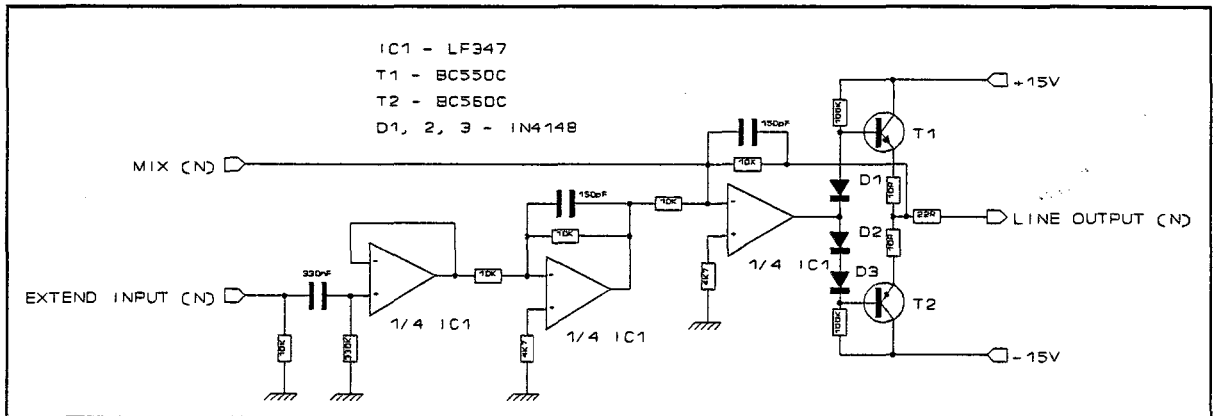 IC1 - LF347
T1 - BC550C
T2 - BC560C
D1, 2, 3 - IN4148
+15V
100K
T1
150pF
MIX (N)
10K
D1
10R
150pF
10K
22R
LINE OUTPUT (N)
D2
10K
10R
330nF
10K
1/4 IC1
D3
EXTEND INPUT (N)
4K7
T2
1/4 IC1
1/4 IC1
100K
10K
330K
4K7
-15V